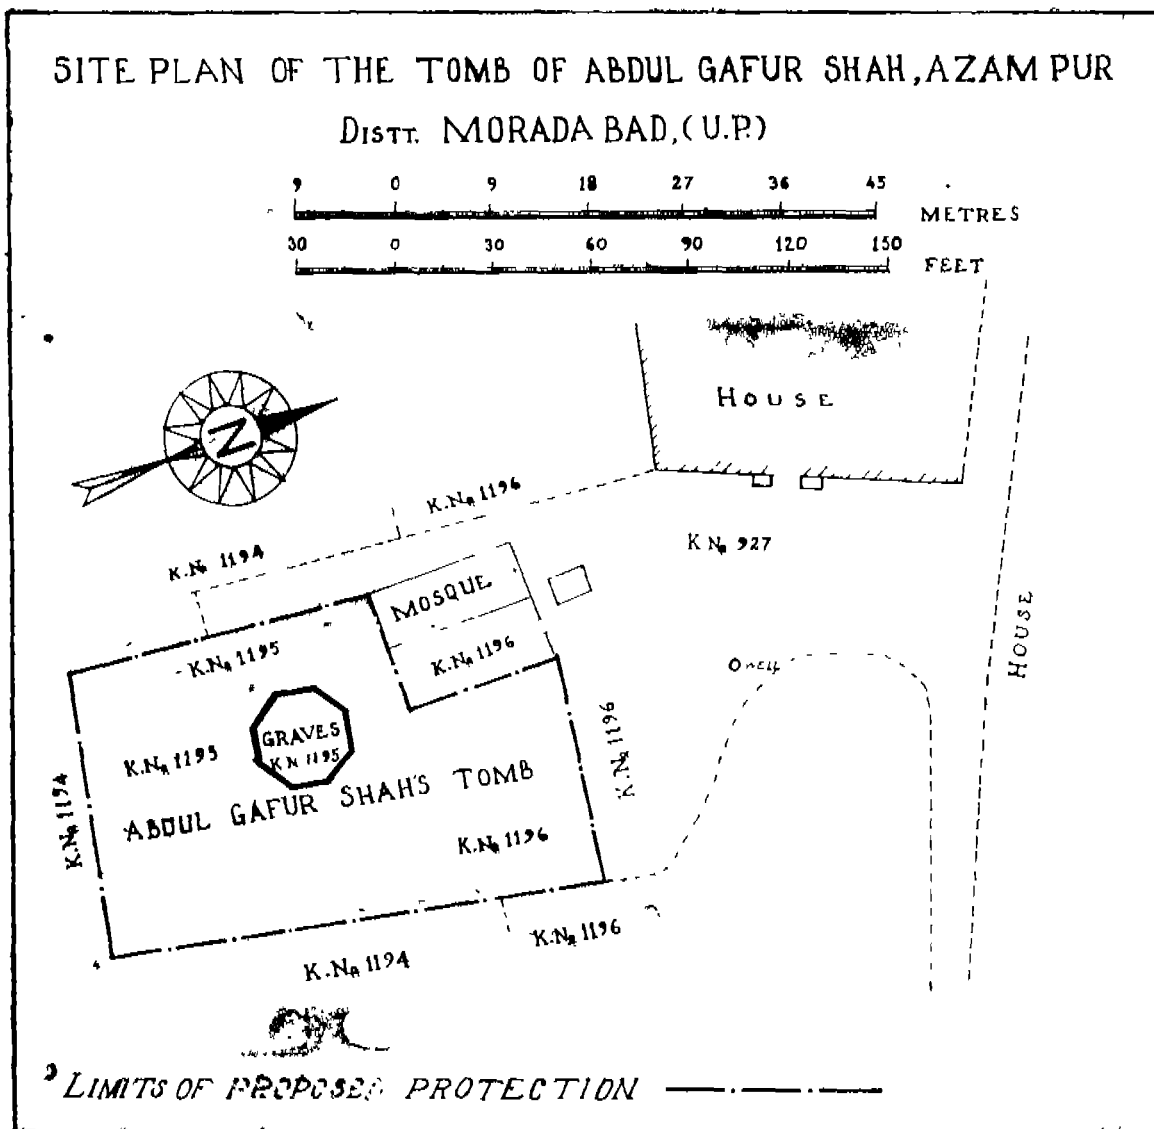 SITE PLAN OF THE TOMB OF ABDUL GAFUR SHAH, AZAM PUR
DISTT. MORADA BAD, (U.P.)
9 0 9 18 27 36 45
METRES
30 0 30 60 90 120 150
FEET
HOUSE
N
K.No 1196
K.No 1194
K No 927
MOSQUE
HOUSE
K.No 1195
K.No 1196
O WELL
GRAVES
K N 1195
K.No 1195
K.No 1196
K.No 1194
ABDUL GAFUR SHAH'S TOMB
K.No 1196
K.No 1196
K.No 1194
LIMITS OF PROPOSED PROTECTION